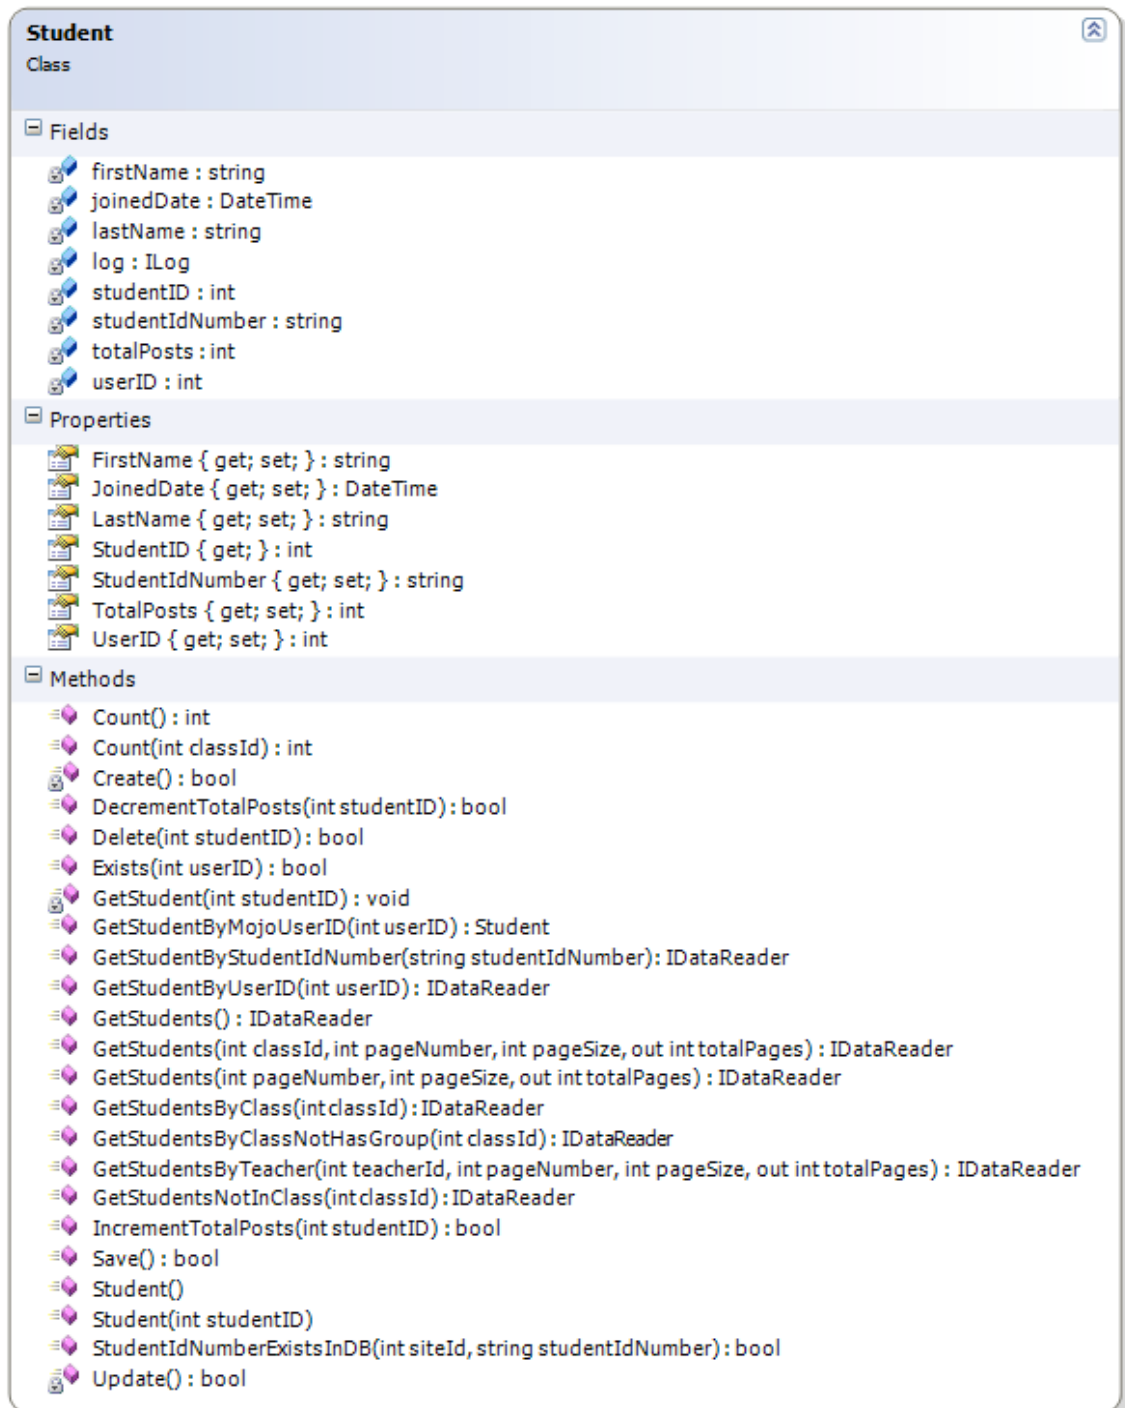 Student
Class
Fields
firstName : string
joinedDate : DateTime
lastName : string
log : ILog
studentID : int
studentIdNumber : string
totalPosts : int
userID : int
Properties
FirstName { get; set; } : string
JoinedDate { get; set; } : DateTime
LastName { get; set; } : string
StudentID { get; } : int
StudentIdNumber { get; set; } : string
TotalPosts { get; set; } : int
UserID { get; set; } : int
Methods
Count() : int
Count(int classId) : int
Create() : bool
DecrementTotalPosts(int studentID) : bool
Delete(int studentID) : bool
Exists(int userID) : bool
GetStudent(int studentID) : void
GetStudentByMojoUserID(int userID) : Student
GetStudentByStudentIdNumber(string studentIdNumber) : IDataReader
GetStudentByUserID(int userID) : IDataReader
GetStudents() : IDataReader
GetStudents(int classId, int pageNumber, int pageSize, out int totalPages) : IDataReader
GetStudents(int pageNumber, int pageSize, out int totalPages) : IDataReader
GetStudentsByClass(int classId) : IDataReader
GetStudentsByClassNotHasGroup(int classId) : IDataReader
GetStudentsByTeacher(int teacherId, int pageNumber, int pageSize, out int totalPages) : IDataReader
GetStudentsNotInClass(int classId) : IDataReader
IncrementTotalPosts(int studentID) : bool
Save() : bool
Student()
Student(int studentID)
StudentIdNumberExistsInDB(int siteId, string studentIdNumber) : bool
Update() : bool